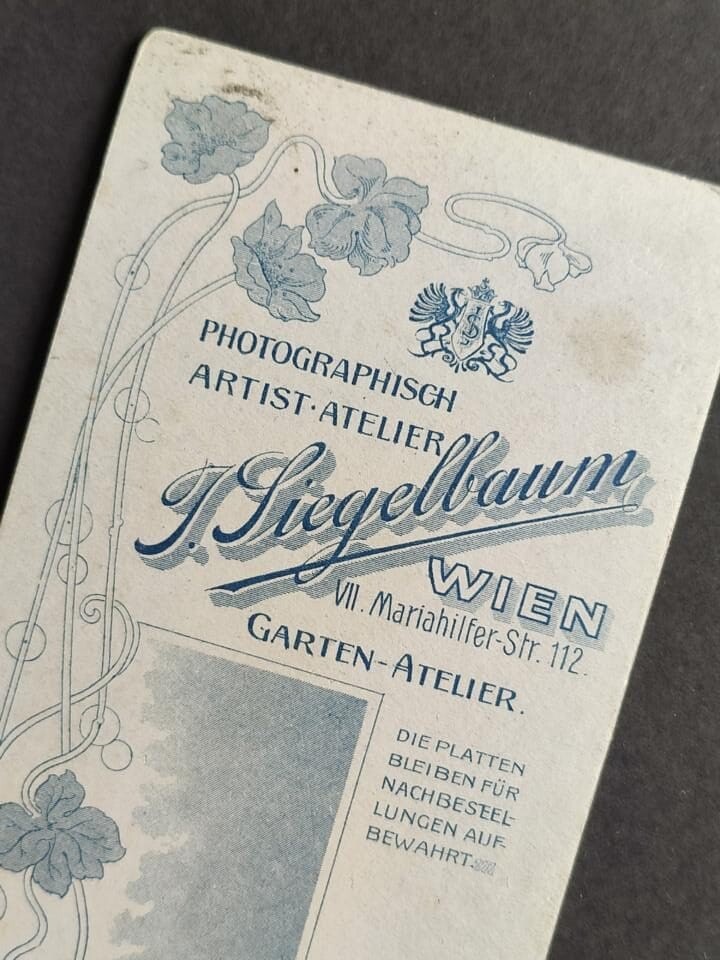 PHOTOGRAPHISCH
ARTIST·ATELIER
J. Siegelbaum
WIEN
VII. Mariahilfer-Str. 112.
GARTEN-ATELIER.
DIE PLATTEN
BLEIBEN FÜR
NACHBESTEL-
LUNGEN AUF-
BEWAHRT.